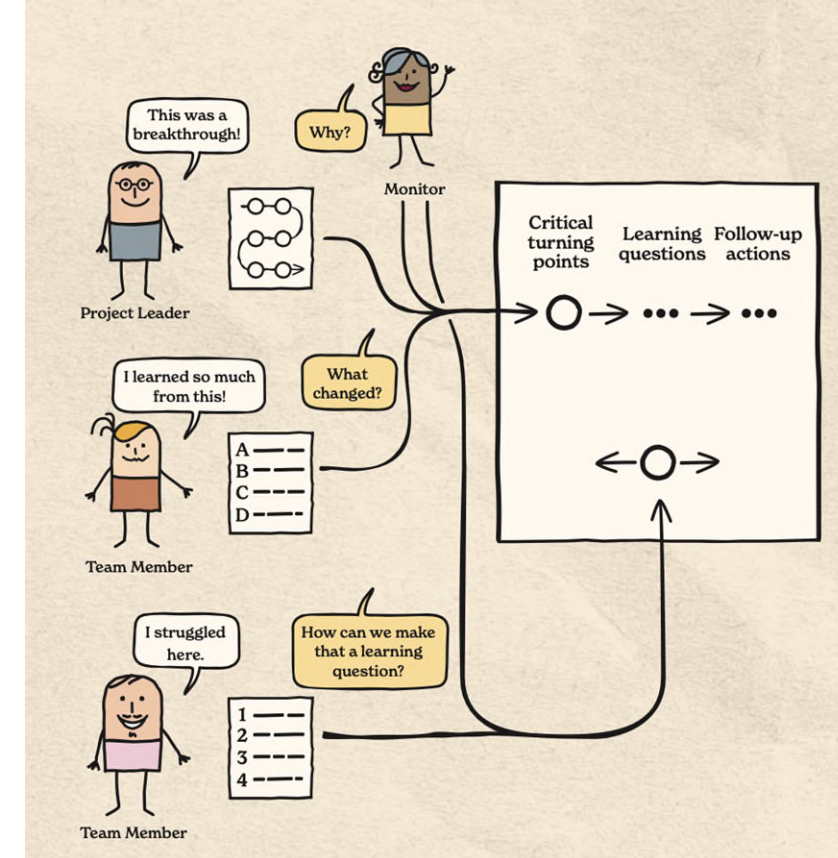 This was a
breakthrough!
Why?
Monitor
Project Leader
Critical
turning
points
Learning
questions
Follow-up
actions
I learned so much
from this!
What
changed?
A
B
C
D
Team Member
I struggled
here.
How can we make
that a learning
question?
1
2
3
4
Team Member